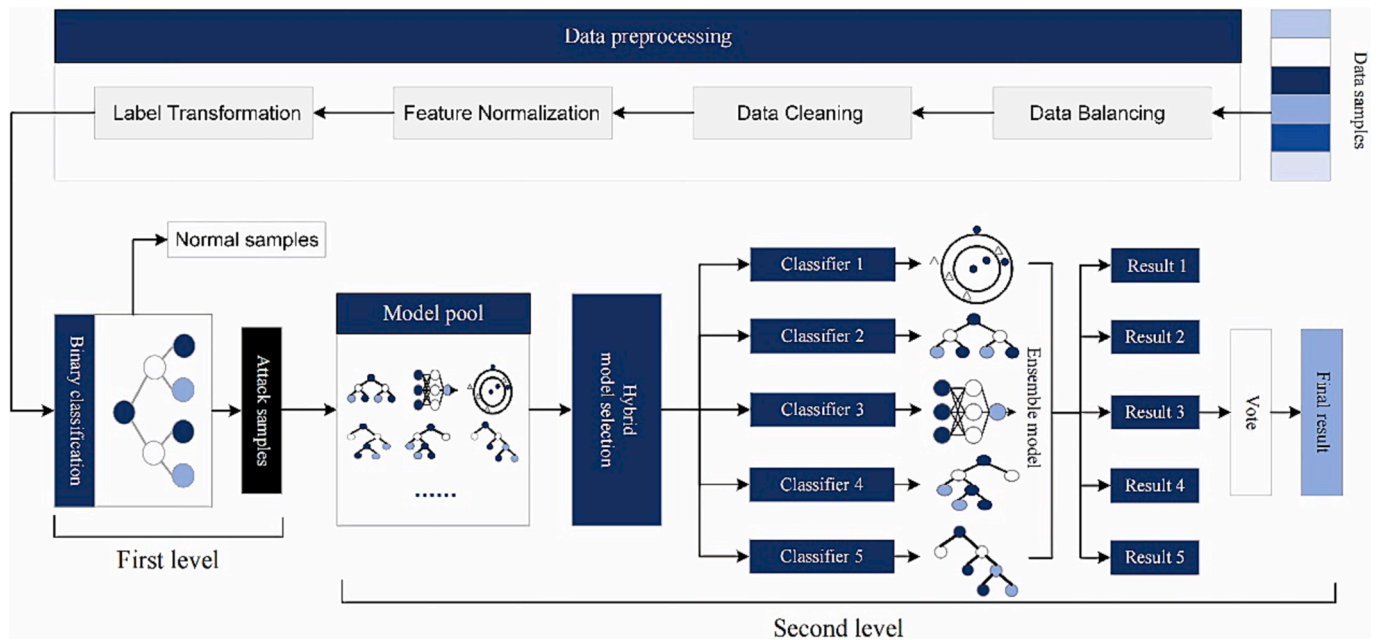 Data preprocessing
Data samples
Label Transformation
Feature Normalization
Data Cleaning
Data Balancing
Normal samples
Binary classification
Attack samples
First level
Model pool
......
Hybrid
model selection
Classifier 1
Classifier 2
Classifier 3
Classifier 4
Classifier 5
Ensemble model
Result 1
Result 2
Result 3
Result 4
Result 5
Vote
Final result
Second level